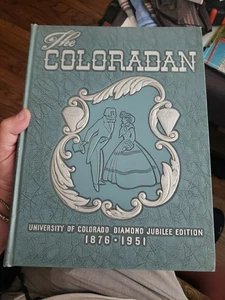 The
COLORADAN
UNIVERSITY OF COLORADO DIAMOND JUBILEE EDITION
1876 • 1951